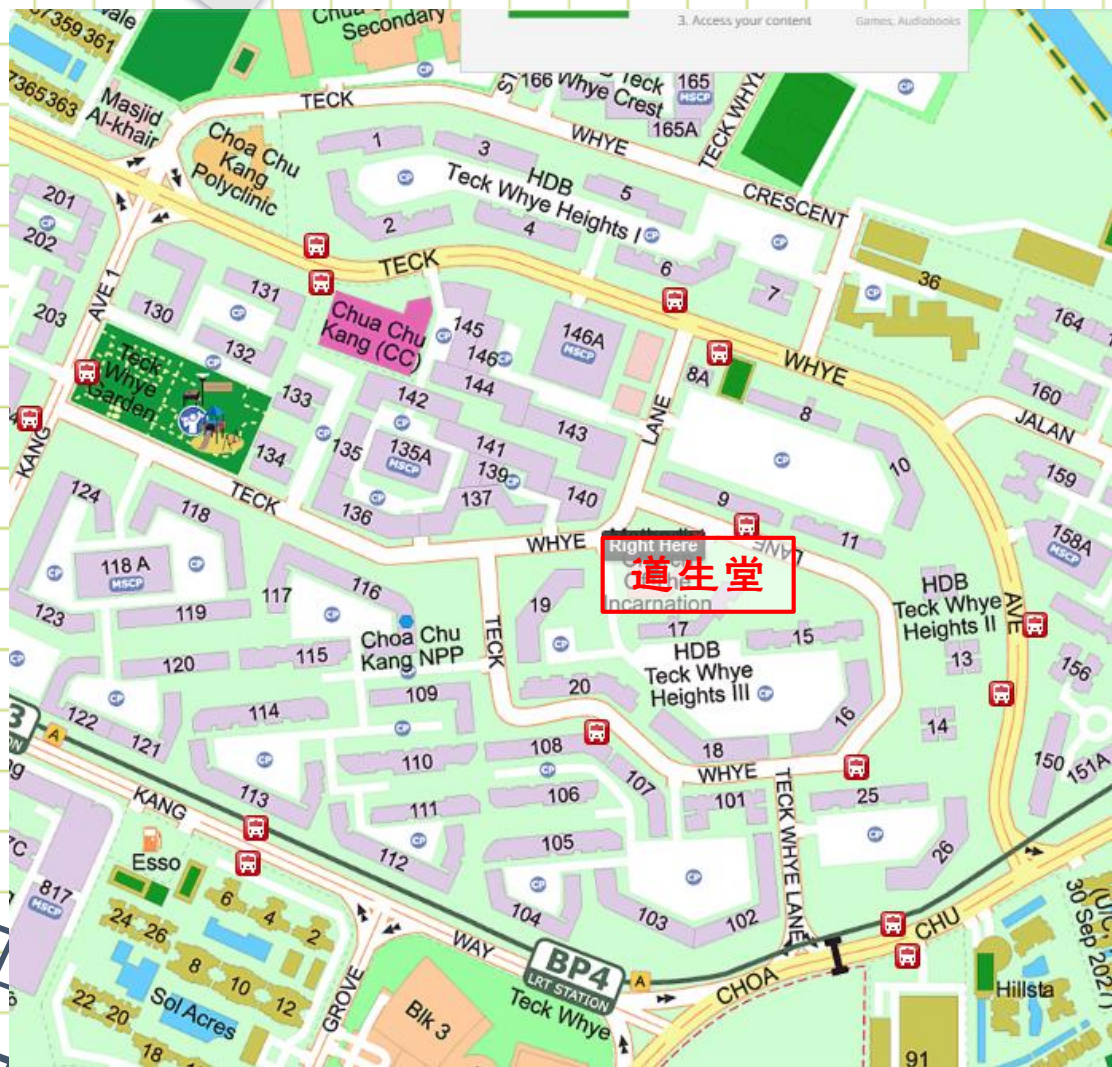 3. Access your content
Games, Audiobooks
Secondary
7359
361
7365
363
Masjid
Al-khair
TECK
Choa Chu
Kang
Polyclinic
166
Teck
Whye Crest
165
MSCP
165A
TECK WHYE
WHYE
CRESCENT
1
3
HDB
Teck Whye Heights I
5
2
4
6
7
CP
201
202
203
AVE 1
TECK
36
164
160
JALAN
159
158A
MSCP
130
131
132
133
134
Chua Chu
Kang (CC)
145
146
144
146A
MSCP
143
142
141
139
140
137
135
135A
MSCP
136
Teck
Whye
Garden
KANG
LANE
8A
WHYE
8
10
9
11
LANE
TECK
WHYE
Right Here
道生堂
Incarnation
124
118
118 A
MSCP
123
119
117
116
120
115
Choa Chu
Kang NPP
TECK
19
17
15
HDB
Teck Whye
Heights III
20
16
18
HDB
Teck Whye
Heights II
AVE
13
14
156
150
151A
122
121
114
109
110
108
107
113
111
106
112
105
104
103
102
101
WHYE
25
26
TECK WHYE LANE
KANG
Esso
817
MSCP
6
4
2
24
26
8
10
12
22
20
18
16
Sol Acres
GROVE
WAY
BP4
LRT STATION
A
Teck Whye
Blk 3
CHOA
CHU
Hillsta
91
30 Sep 2021)